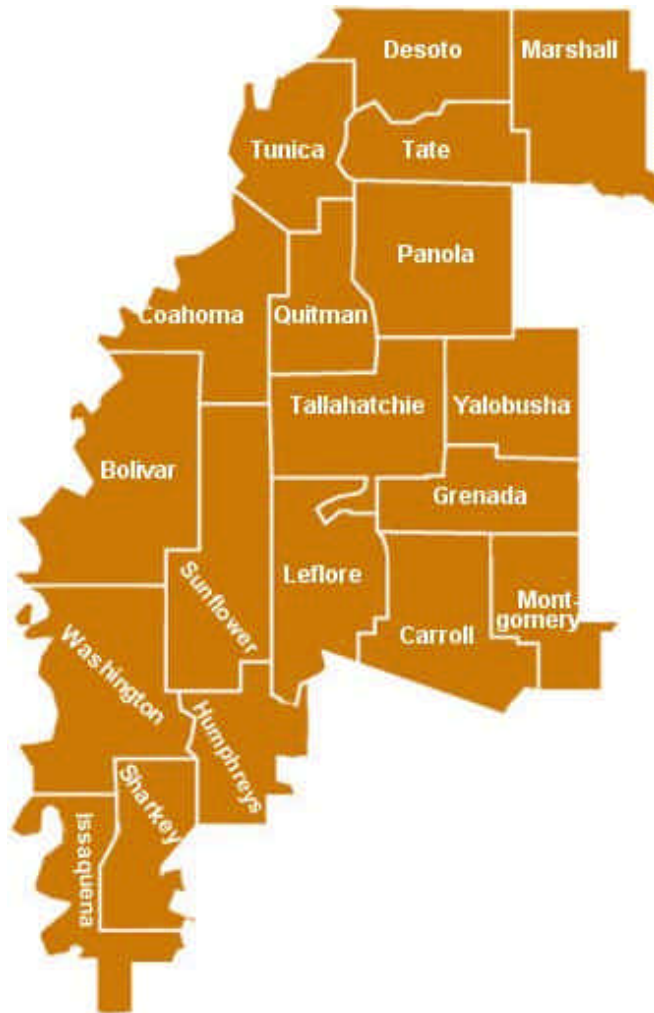 Desoto
Marshall
Tunica
Tate
Panola
Coahoma
Quitman
Tallahatchie
Yalobusha
Bolivar
Grenada
Sunflower
Leflore
Mont-
gomery
Carroll
Washington
Humphreys
Sharkey
Issaquena